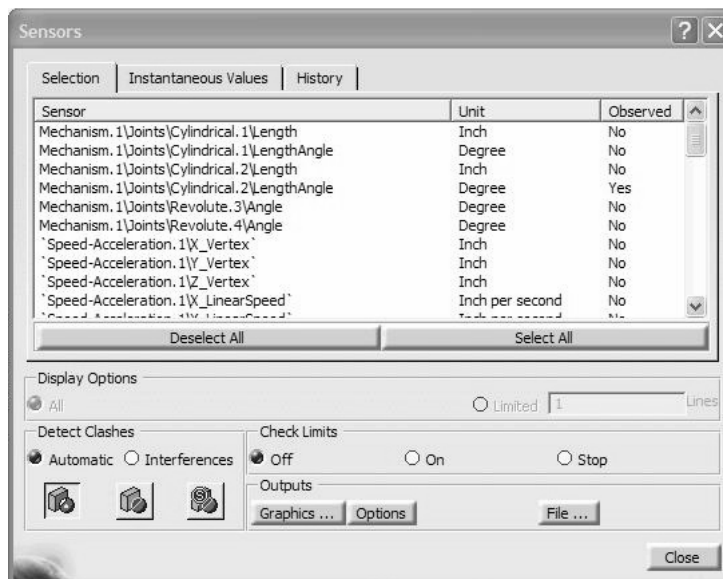 Sensors
Selection Instantaneous Values History
Sensor Unit Observed
Mechanism.1\Joints\Cylindrical.1\Length Inch No
Mechanism.1\Joints\Cylindrical.1\LengthAngle Degree No
Mechanism.1\Joints\Cylindrical.2\Length Inch No
Mechanism.1\Joints\Cylindrical.2\LengthAngle Degree Yes
Mechanism.1\Joints\Revolute.3\Angle Degree No
Mechanism.1\Joints\Revolute.4\Angle Degree No
`Speed-Acceleration.1\X_Vertex` Inch No
`Speed-Acceleration.1\Y_Vertex` Inch No
`Speed-Acceleration.1\Z_Vertex` Inch No
`Speed-Acceleration.1\X_LinearSpeed` Inch per second No
Deselect All Select All
Display Options
All Limited 1 Lines
Detect Clashes Check Limits
Automatic Interferences Off On Stop
Outputs
Graphics ... Options File ...
Close